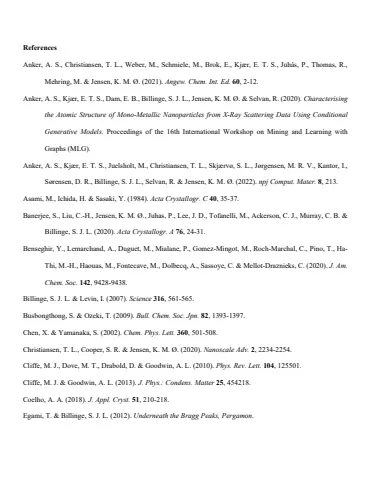 References
Anker, A. S., Christiansen, T. L., Weber, M., Schmiele, M., Brok, E., Kjær, E. T. S., Juhás, P., Thomas, R.,
Mehring, M. & Jensen, K. M. Ø. (2021). Angew. Chem. Int. Ed. 60, 2-12.
Anker, A. S., Kjær, E. T. S., Dam, E. B., Billinge, S. J. L., Jensen, K. M. Ø. & Selvan, R. (2020). Characterising
the Atomic Structure of Mono-Metallic Nanoparticles from X-Ray Scattering Data Using Conditional
Generative Models. Proceedings of the 16th International Workshop on Mining and Learning with
Graphs (MLG).
Anker, A. S., Kjær, E. T. S., Juelsholt, M., Christiansen, T. L., Skjærvø, S. L., Jørgensen, M. R. V., Kantor, I.,
Sørensen, D. R., Billinge, S. J. L., Selvan, R. & Jensen, K. M. Ø. (2022). npj Comput. Mater. 8, 213.
Asami, M., Ichida, H. & Sasaki, Y. (1984). Acta Crystallogr. C 40, 35-37.
Banerjee, S., Liu, C.-H., Jensen, K. M. Ø., Juhas, P., Lee, J. D., Tofanelli, M., Ackerson, C. J., Murray, C. B. &
Billinge, S. J. L. (2020). Acta Crystallogr. A 76, 24-31.
Benseghir, Y., Lemarchand, A., Duguet, M., Mialane, P., Gomez-Mingot, M., Roch-Marchal, C., Pino, T., Ha-
Thi, M.-H., Haouas, M., Fontecave, M., Dolbecq, A., Sassoye, C. & Mellot-Draznieks, C. (2020). J. Am.
Chem. Soc. 142, 9428-9438.
Billinge, S. J. L. & Levin, I. (2007). Science 316, 561-565.
Busbongthong, S. & Ozeki, T. (2009). Bull. Chem. Soc. Jpn. 82, 1393-1397.
Chen, X. & Yamanaka, S. (2002). Chem. Phys. Lett. 360, 501-508.
Christiansen, T. L., Cooper, S. R. & Jensen, K. M. Ø. (2020). Nanoscale Adv. 2, 2234-2254.
Cliffe, M. J., Dove, M. T., Drabold, D. & Goodwin, A. L. (2010). Phys. Rev. Lett. 104, 125501.
Cliffe, M. J. & Goodwin, A. L. (2013). J. Phys.: Condens. Matter 25, 454218.
Coelho, A. A. (2018). J. Appl. Cryst. 51, 210-218.
Egami, T. & Billinge, S. J. L. (2012). Underneath the Bragg Peaks, Pergamon.